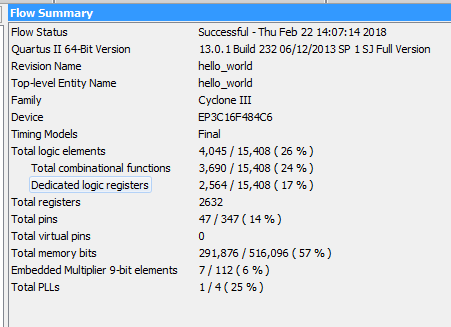 Flow Summary
Flow Status Successful - Thu Feb 22 14:07:14 2018
Quartus II 64-Bit Version 13.0.1 Build 232 06/12/2013 SP 1 SJ Full Version
Revision Name hello_world
Top-level Entity Name hello_world
Family Cyclone III
Device EP3C16F484C6
Timing Models Final
Total logic elements 4,045 / 15,408 ( 26 % )
Total combinational functions 3,690 / 15,408 ( 24 % )
Dedicated logic registers 2,564 / 15,408 ( 17 % )
Total registers 2632
Total pins 47 / 347 ( 14 % )
Total virtual pins 0
Total memory bits 291,876 / 516,096 ( 57 % )
Embedded Multiplier 9-bit elements 7 / 112 ( 6 % )
Total PLLs 1 / 4 ( 25 % )